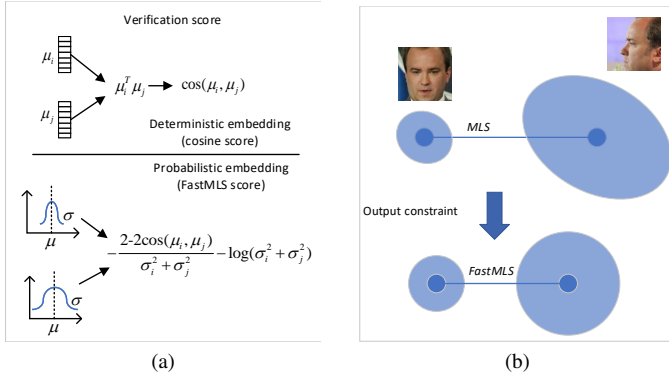 Verification score
μ_i
μ_j
μ_i^T μ_j → cos(μ_i, μ_j)
Deterministic embedding
(cosine score)
Probabilistic embedding
(FastMLS score)
σ
μ
σ
μ
-\frac{2-2cos(μ_i, μ_j)}{σ_i^2 + σ_j^2} - log(σ_i^2 + σ_j^2)
(a)
MLS
Output constraint
FastMLS
(b)